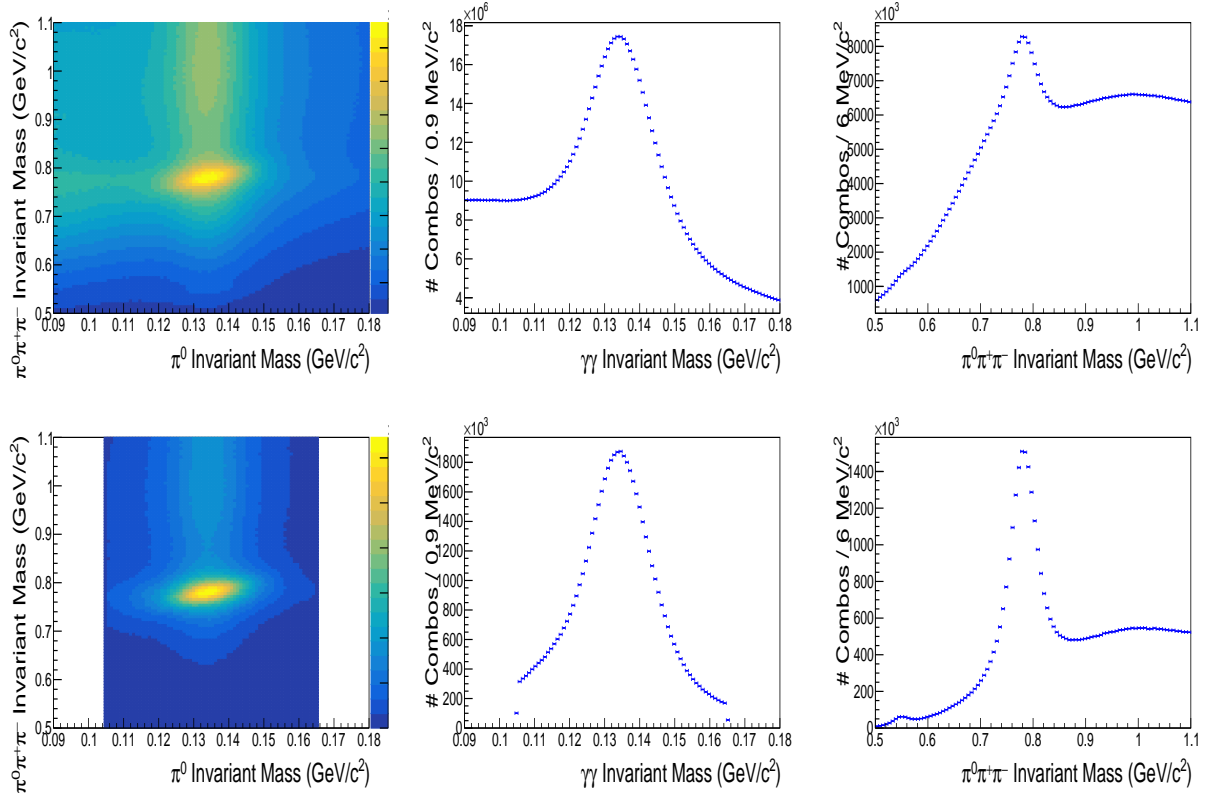 π⁰π⁺π⁻ Invariant Mass (GeV/c²)
1.1
1
0.9
0.8
0.7
0.6
0.5
0.09 0.1 0.11 0.12 0.13 0.14 0.15 0.16 0.17 0.18
π⁰ Invariant Mass (GeV/c²)
×10⁶
# Combos / 0.9 MeV/c²
18
16
14
12
10
8
6
4
0.09 0.1 0.11 0.12 0.13 0.14 0.15 0.16 0.17 0.18
γγ Invariant Mass (GeV/c²)
×10³
# Combos / 6 MeV/c²
8000
7000
6000
5000
4000
3000
2000
1000
0.5 0.6 0.7 0.8 0.9 1 1.1
π⁰π⁺π⁻ Invariant Mass (GeV/c²)
π⁰π⁺π⁻ Invariant Mass (GeV/c²)
1.1
1
0.9
0.8
0.7
0.6
0.5
0.09 0.1 0.11 0.12 0.13 0.14 0.15 0.16 0.17 0.18
π⁰ Invariant Mass (GeV/c²)
×10³
# Combos / 0.9 MeV/c²
1800
1600
1400
1200
1000
800
600
400
200
0
0.09 0.1 0.11 0.12 0.13 0.14 0.15 0.16 0.17 0.18
γγ Invariant Mass (GeV/c²)
×10³
# Combos / 6 MeV/c²
1400
1200
1000
800
600
400
200
0
0.5 0.6 0.7 0.8 0.9 1 1.1
π⁰π⁺π⁻ Invariant Mass (GeV/c²)